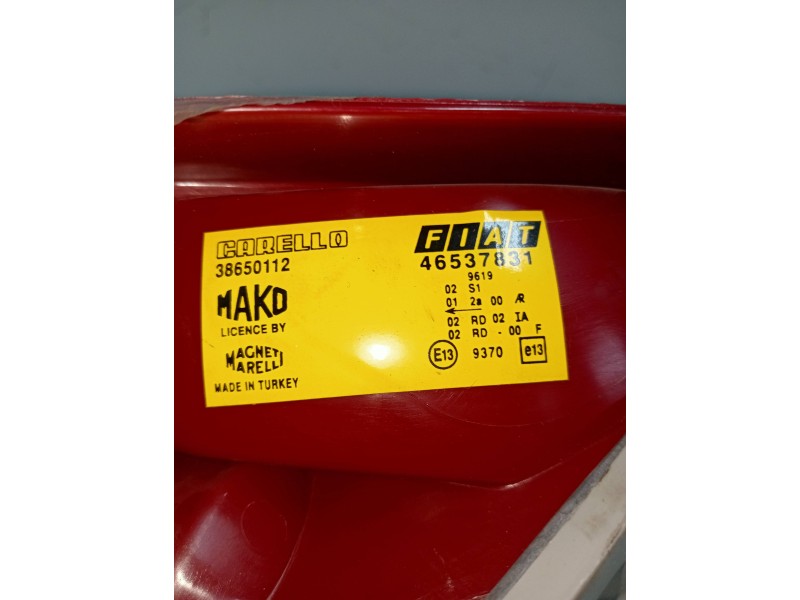 CARELLO
38650112
MAKO
LICENCE BY
MAGNETI
MARELLI
MADE IN TURKEY
FIAT
46537831
9619
02 S1
01 2a 00 AR
02 RD 02 IA
02 RD - 00 F
E13 9370 e13